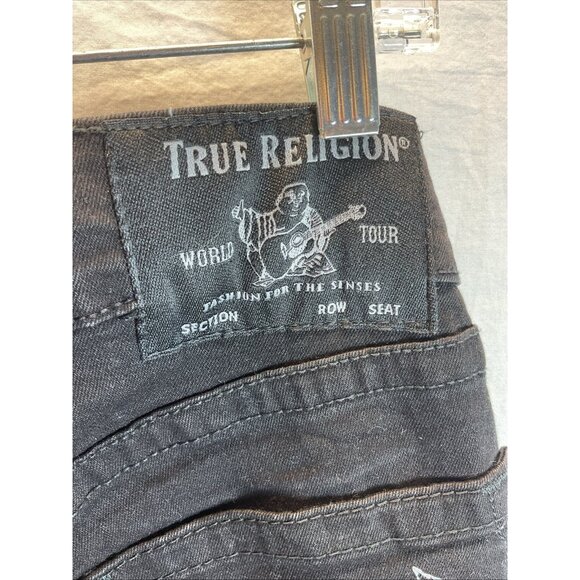 TRUE RELIGION®
WORLD TOUR
FASHION FOR THE SINSES
SECTION ROW SEAT